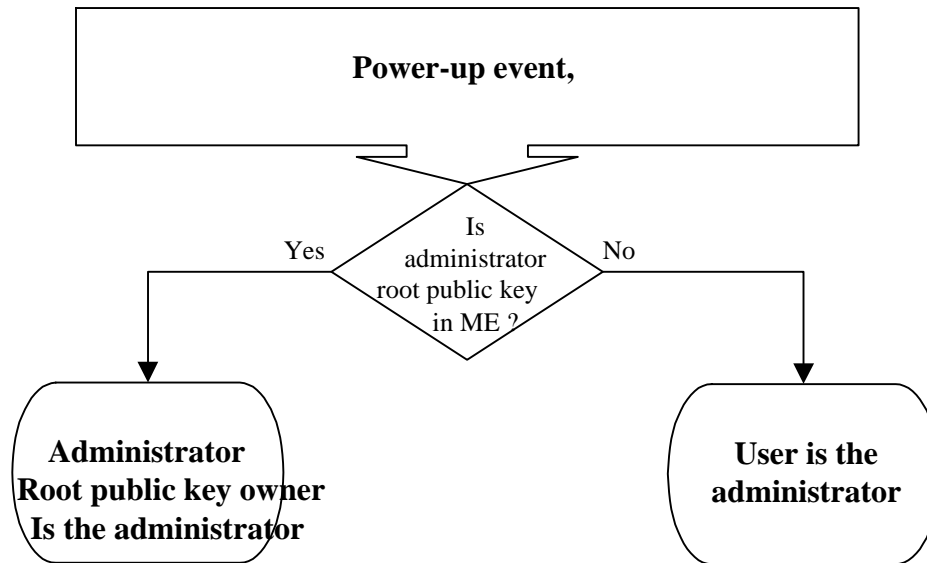 Power-up event,
Is
Yes
administrator
No
root public key
in ME ?
Administrator
Root public key owner
Is the administrator
User is the
administrator